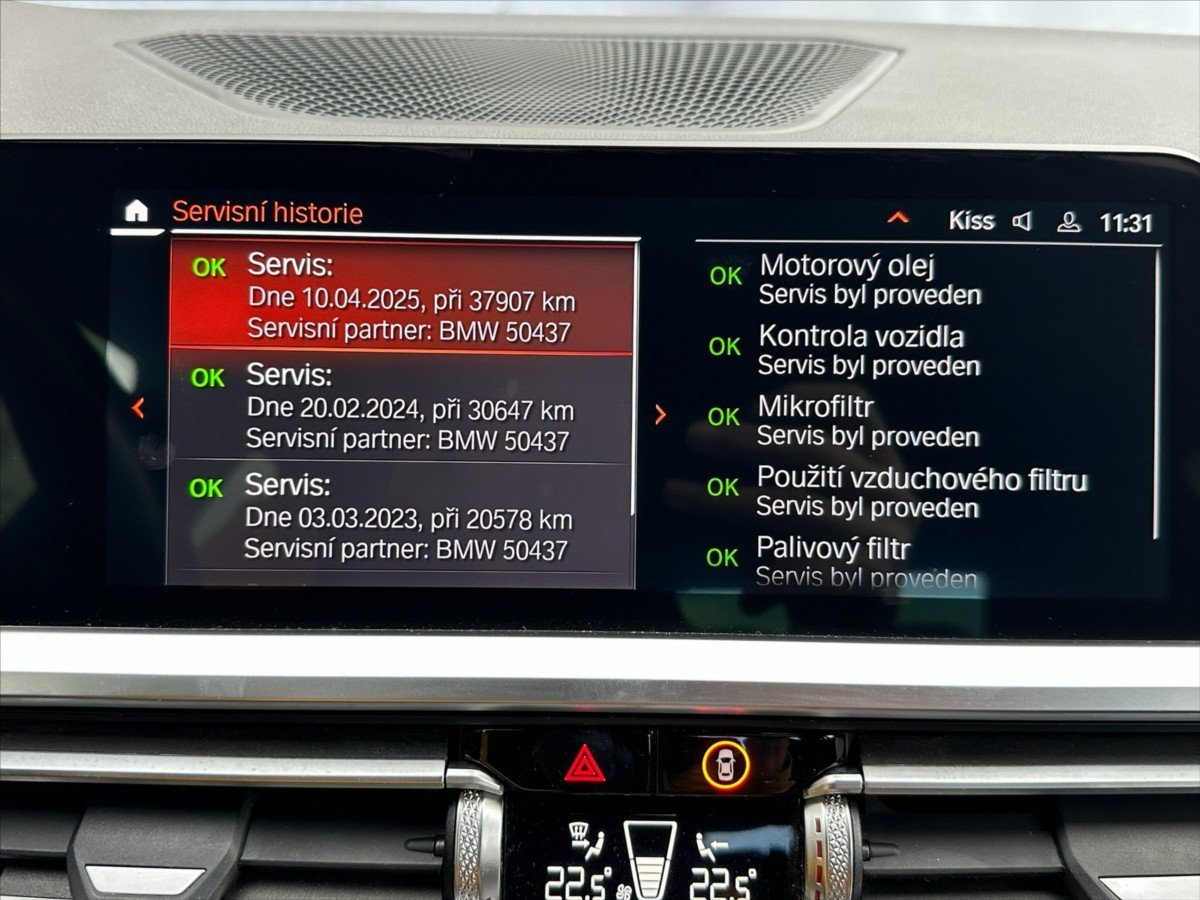 Servisní historie
Kiss
11:31
OK Servis:
Dne 10.04.2025, při 37907 km
Servisní partner: BMW 50437
OK Servis:
Dne 20.02.2024, při 30647 km
Servisní partner: BMW 50437
OK Servis:
Dne 03.03.2023, při 20578 km
Servisní partner: BMW 50437
OK Motorový olej
Servis byl proveden
OK Kontrola vozidla
Servis byl proveden
OK Mikrofiltr
Servis byl proveden
OK Použití vzduchového filtru
Servis byl proveden
OK Palivový filtr
Servis byl proveden
22.5°
22.5°